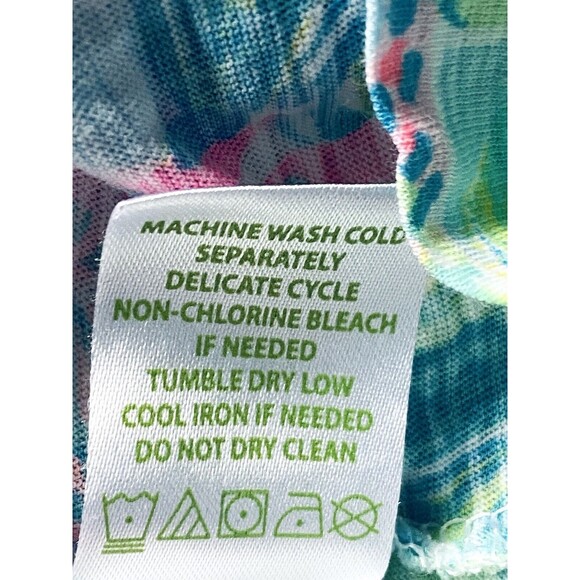 MACHINE WASH COLD
SEPARATELY
DELICATE CYCLE
NON-CHLORINE BLEACH
IF NEEDED
TUMBLE DRY LOW
COOL IRON IF NEEDED
DO NOT DRY CLEAN